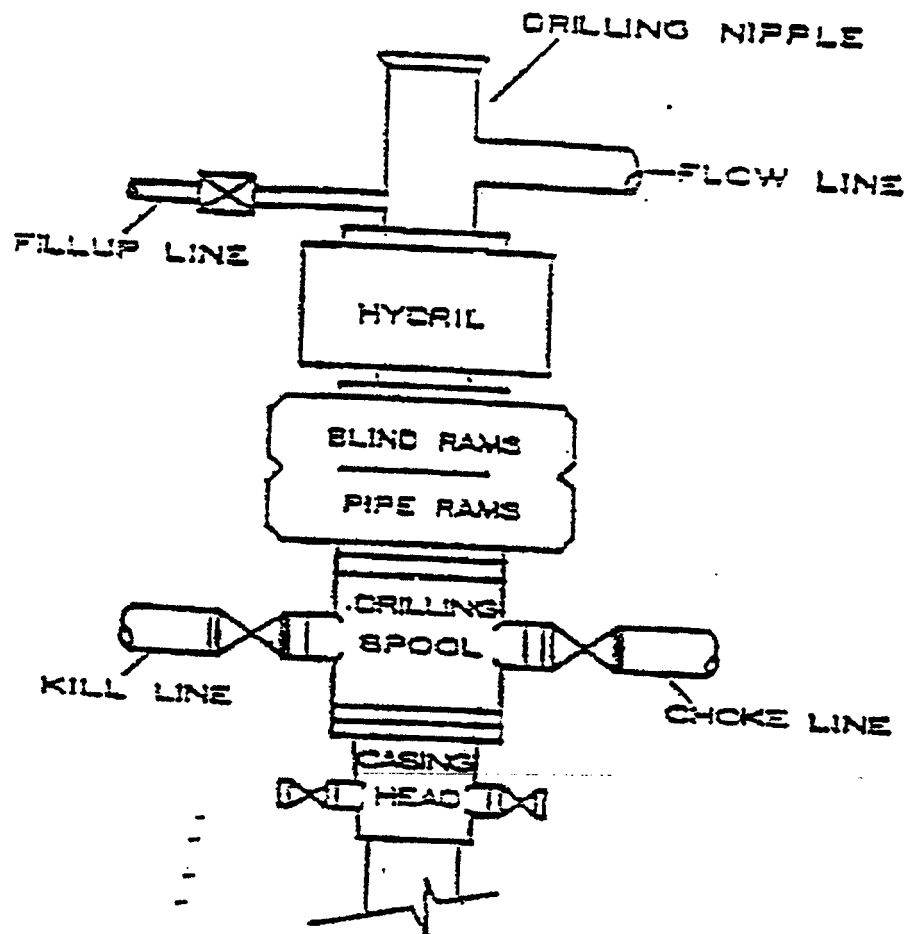 DRILLING NIPPLE
FLOW LINE
FILLUP LINE
HYDRIL
BLIND RAMS
PIPE RAMS
DRILLING
SPOOL
KILL LINE
CHOKE LINE
CASING
HEAD